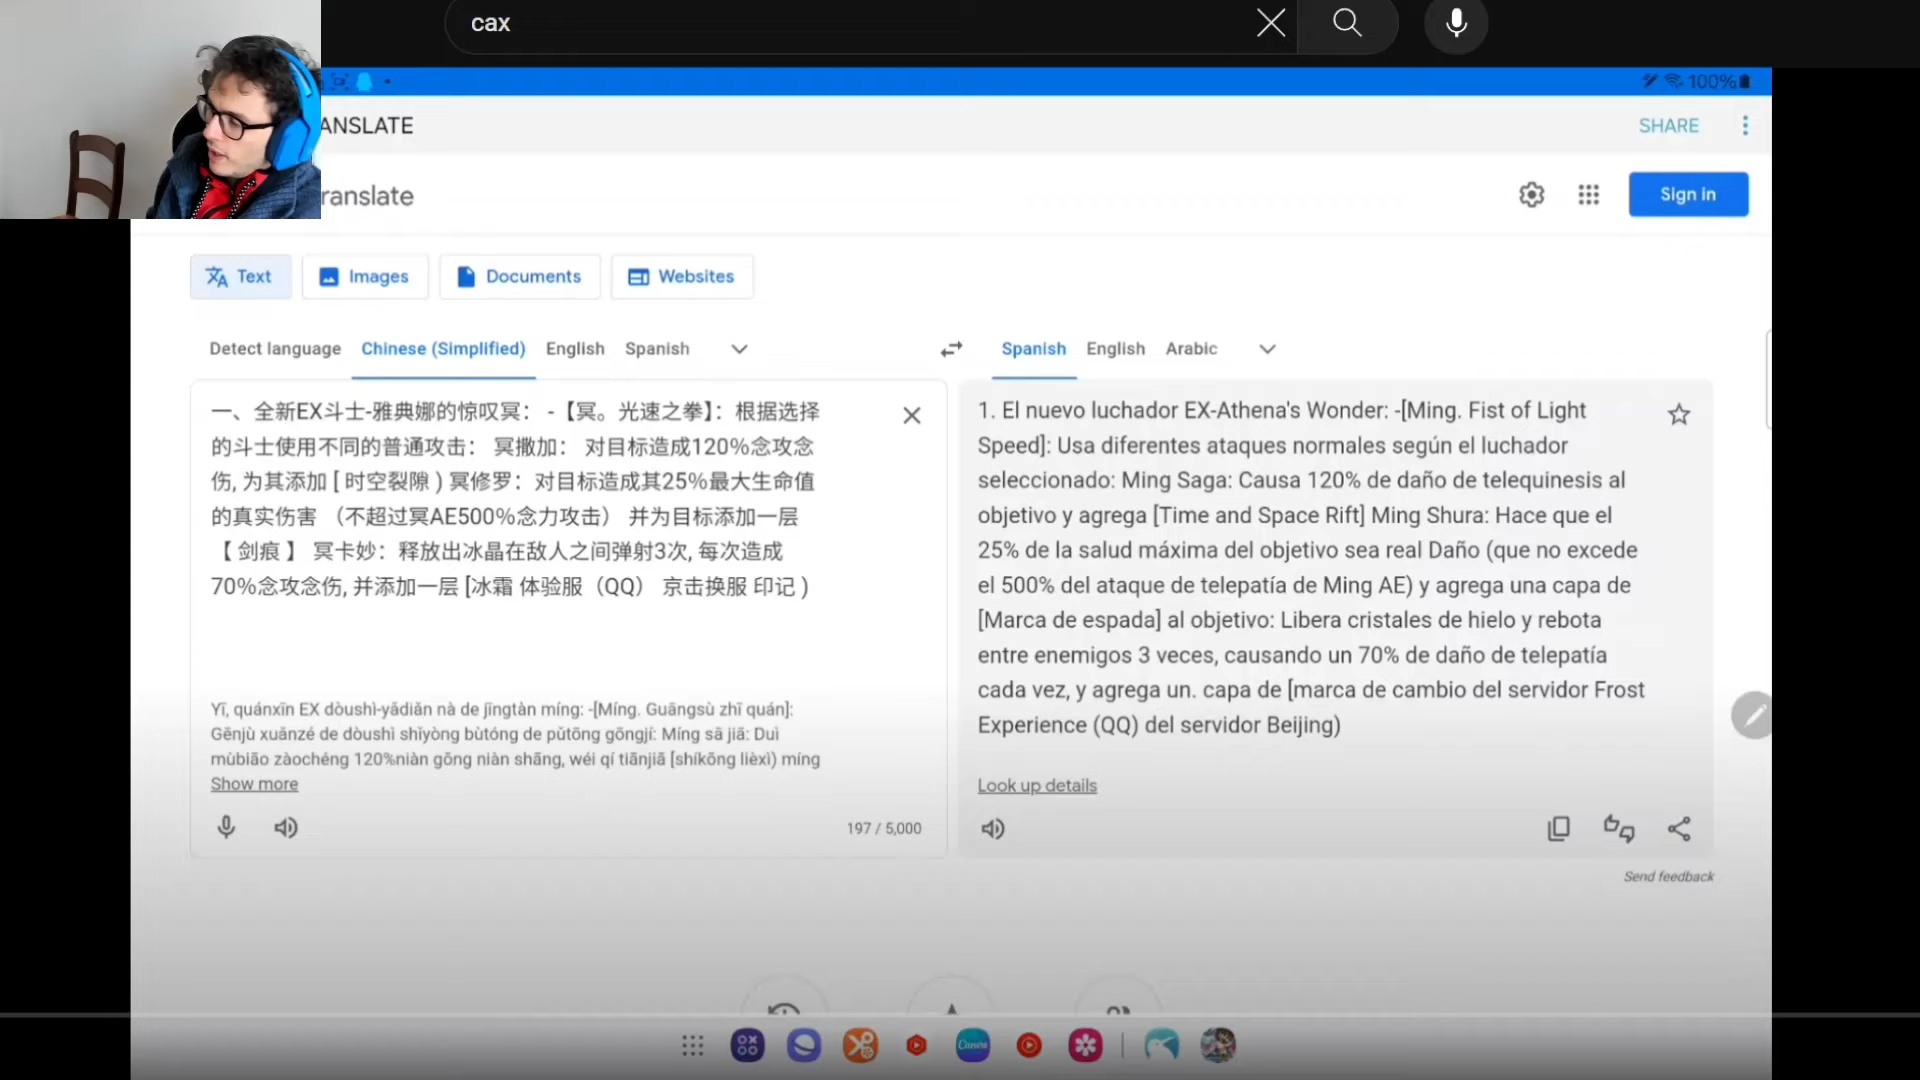 cax
100%
ANSLATE
SHARE
ranslate
Sign in
Text
Images
Documents
Websites
Detect language
Chinese (Simplified)
English
Spanish
Spanish
English
Arabic
一、全新EX斗士-雅典娜的惊叹冥： -【冥。光速之拳】：根据选择
的斗士使用不同的普通攻击： 冥撒加： 对目标造成120%念攻念
伤, 为其添加 [ 时空裂隙 ) 冥修罗：对目标造成其25%最大生命值
的真实伤害 （不超过冥AE500%念力攻击） 并为目标添加一层
【 剑痕 】 冥卡妙：释放出冰晶在敌人之间弹射3次, 每次造成
70%念攻念伤, 并添加一层 [冰霜 体验服（QQ） 京击换服 印记 )
Yī, quánxīn EX dòushì-yǎdiǎn nà de jīngtàn míng: -[Míng. Guāngsù zhī quán]:
Gēnjù xuǎnzé de dòushì shǐyòng bùtóng de pǔtōng gōngjí: Míng sā jiā: Duì
mùbiāo zàochéng 120%niàn gōng niàn shāng, wéi qí tiānjiā [shíkōng lièxì) míng
Show more
197 / 5,000
1. El nuevo luchador EX-Athena's Wonder: -[Ming. Fist of Light
Speed]: Usa diferentes ataques normales según el luchador
seleccionado: Ming Saga: Causa 120% de daño de telequinesis al
objetivo y agrega [Time and Space Rift] Ming Shura: Hace que el
25% de la salud máxima del objetivo sea real Daño (que no excede
el 500% del ataque de telepatía de Ming AE) y agrega una capa de
[Marca de espada] al objetivo: Libera cristales de hielo y rebota
entre enemigos 3 veces, causando un 70% de daño de telepatía
cada vez, y agrega un. capa de [marca de cambio del servidor Frost
Experience (QQ) del servidor Beijing)
Look up details
Send feedback
Canva